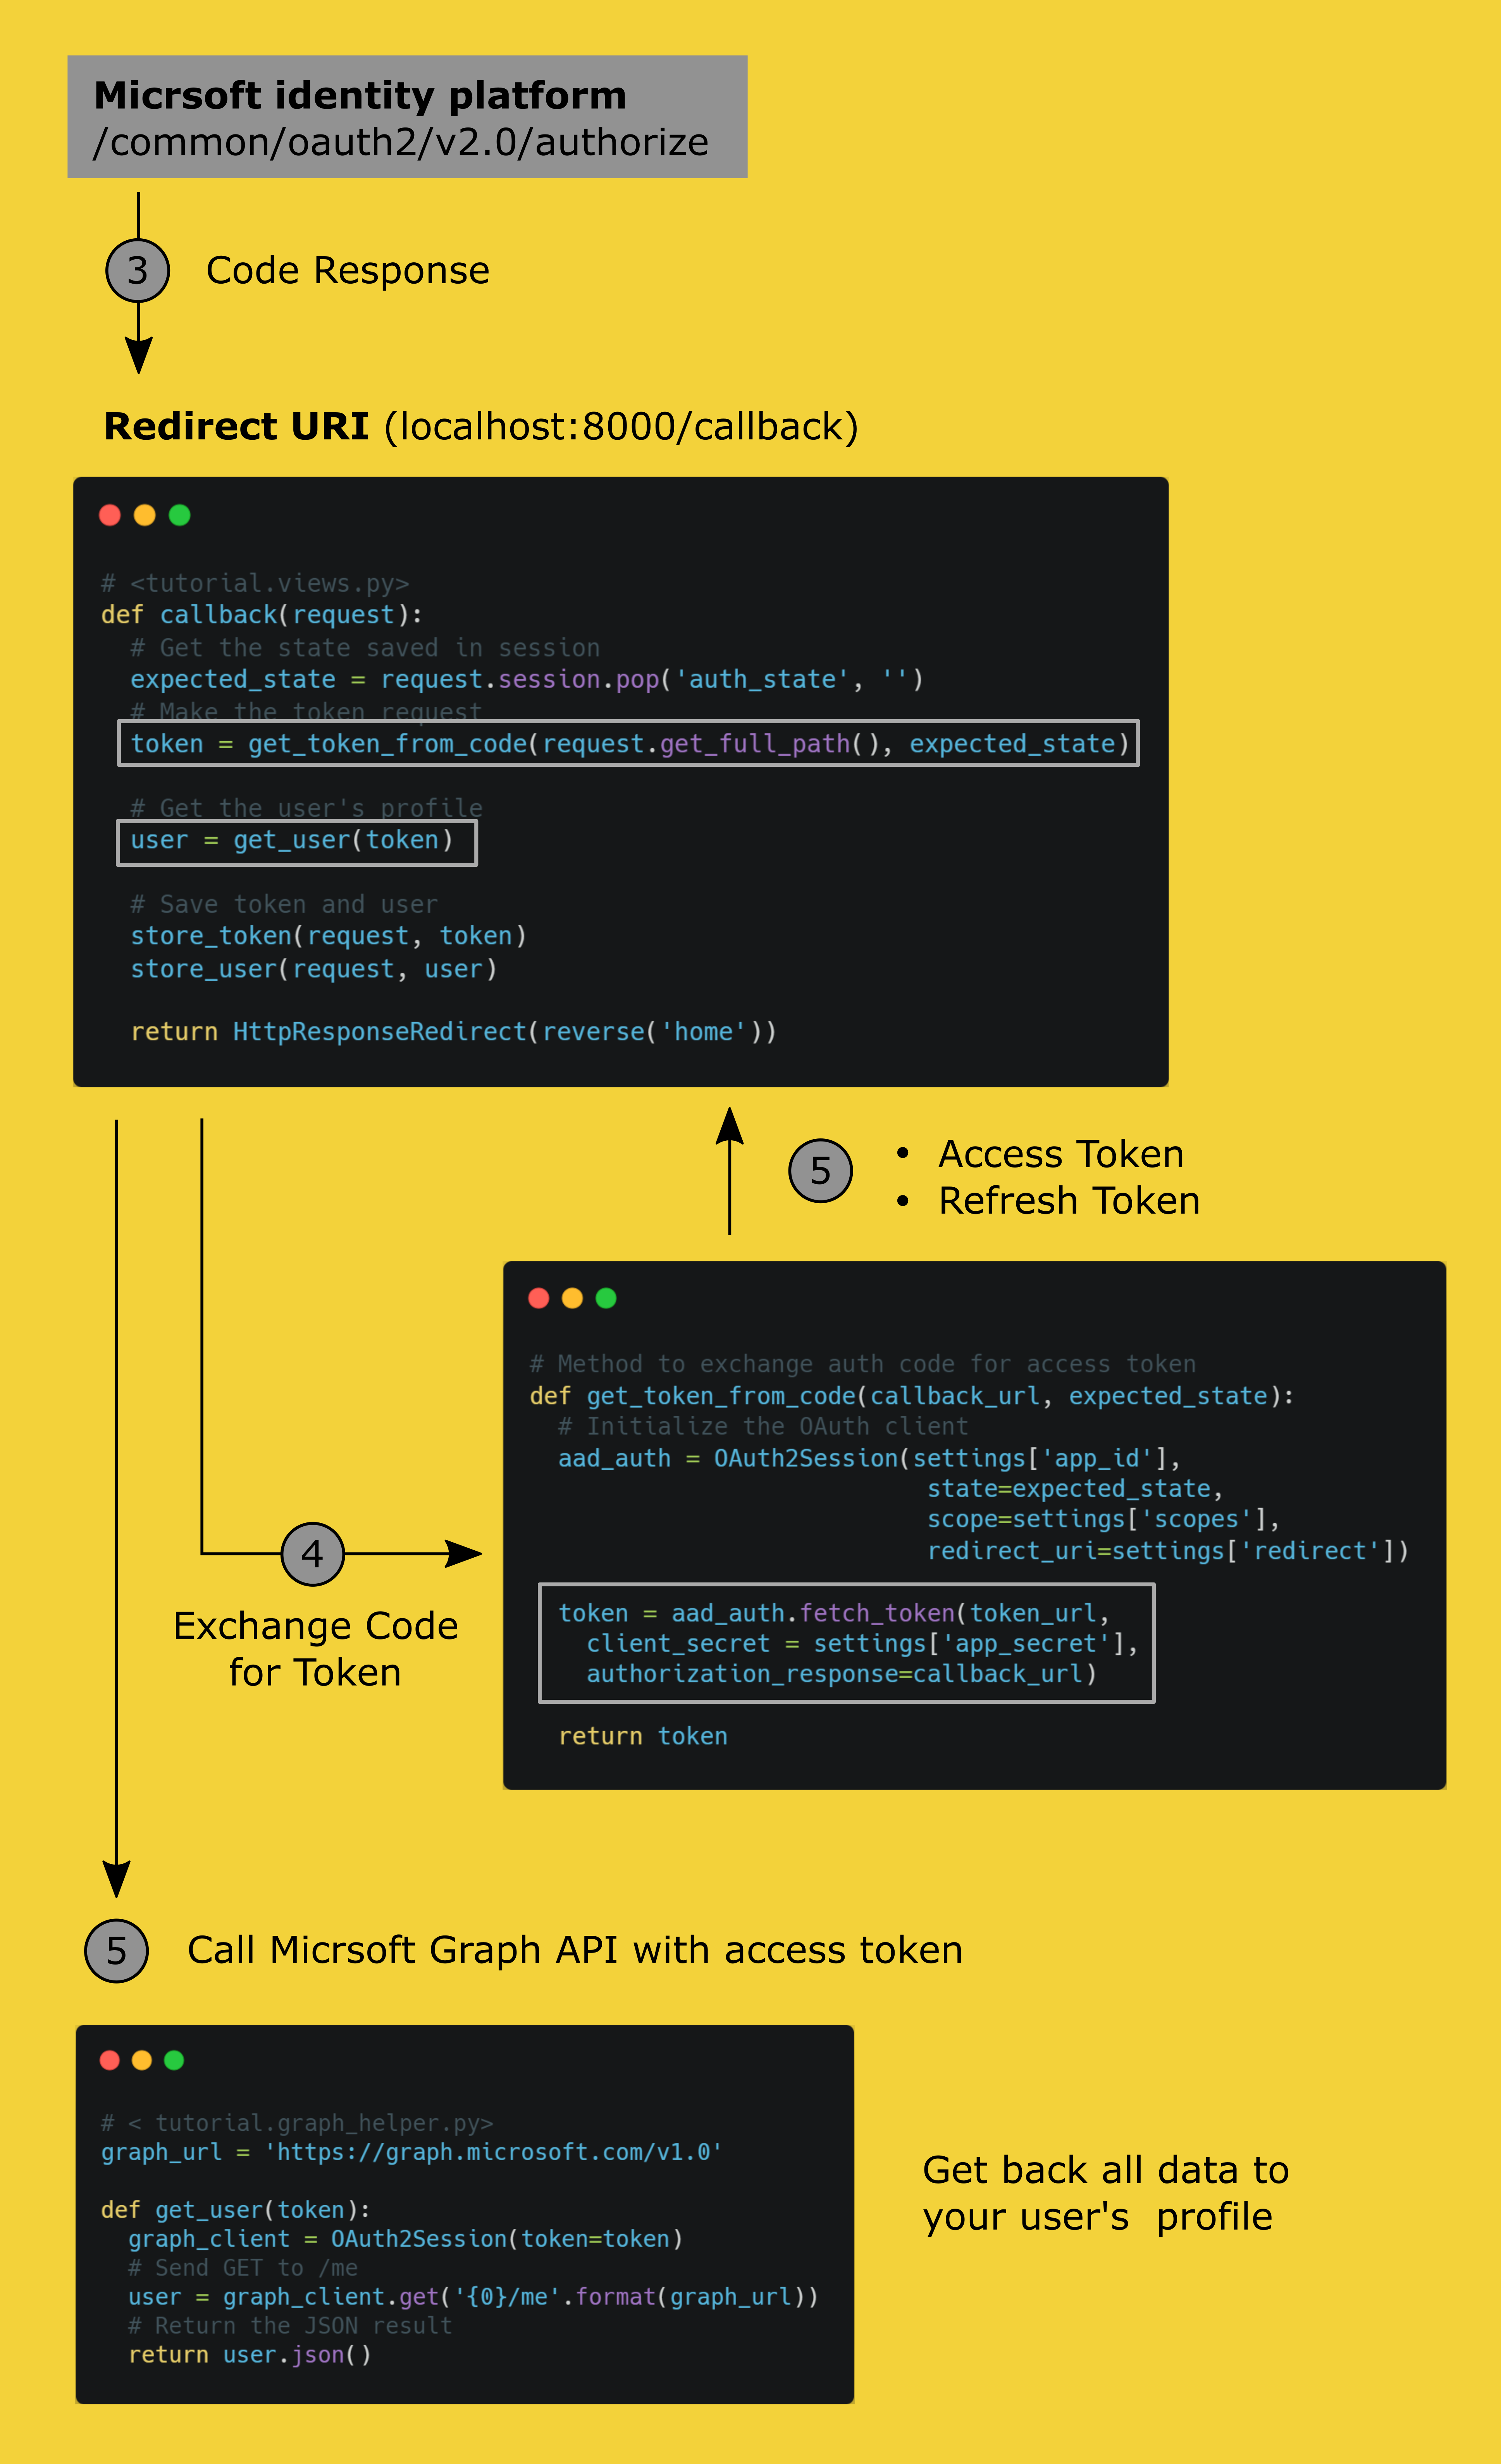 Micrsoft identity platform
/common/oauth2/v2.0/authorize
3
Code Response
Redirect URI (localhost:8000/callback)
# <tutorial.views.py>
def callback(request):
  # Get the state saved in session
  expected_state = request.session.pop('auth_state', '')
  # Make the token request
  token = get_token_from_code(request.get_full_path(), expected_state)
  # Get the user's profile
  user = get_user(token)
  # Save token and user
  store_token(request, token)
  store_user(request, user)
  return HttpResponseRedirect(reverse('home'))
5
• Access Token
• Refresh Token
# Method to exchange auth code for access token
def get_token_from_code(callback_url, expected_state):
  # Initialize the OAuth client
  aad_auth = OAuth2Session(settings['app_id'],
                          state=expected_state,
                          scope=settings['scopes'],
                          redirect_uri=settings['redirect'])
  token = aad_auth.fetch_token(token_url,
    client_secret = settings['app_secret'],
    authorization_response=callback_url)
  return token
4
Exchange Code
for Token
5
Call Micrsoft Graph API with access token
# < tutorial.graph_helper.py>
graph_url = 'https://graph.microsoft.com/v1.0'
def get_user(token):
  graph_client = OAuth2Session(token=token)
  # Send GET to /me
  user = graph_client.get('{0}/me'.format(graph_url))
  # Return the JSON result
  return user.json()
Get back all data to
your user's  profile